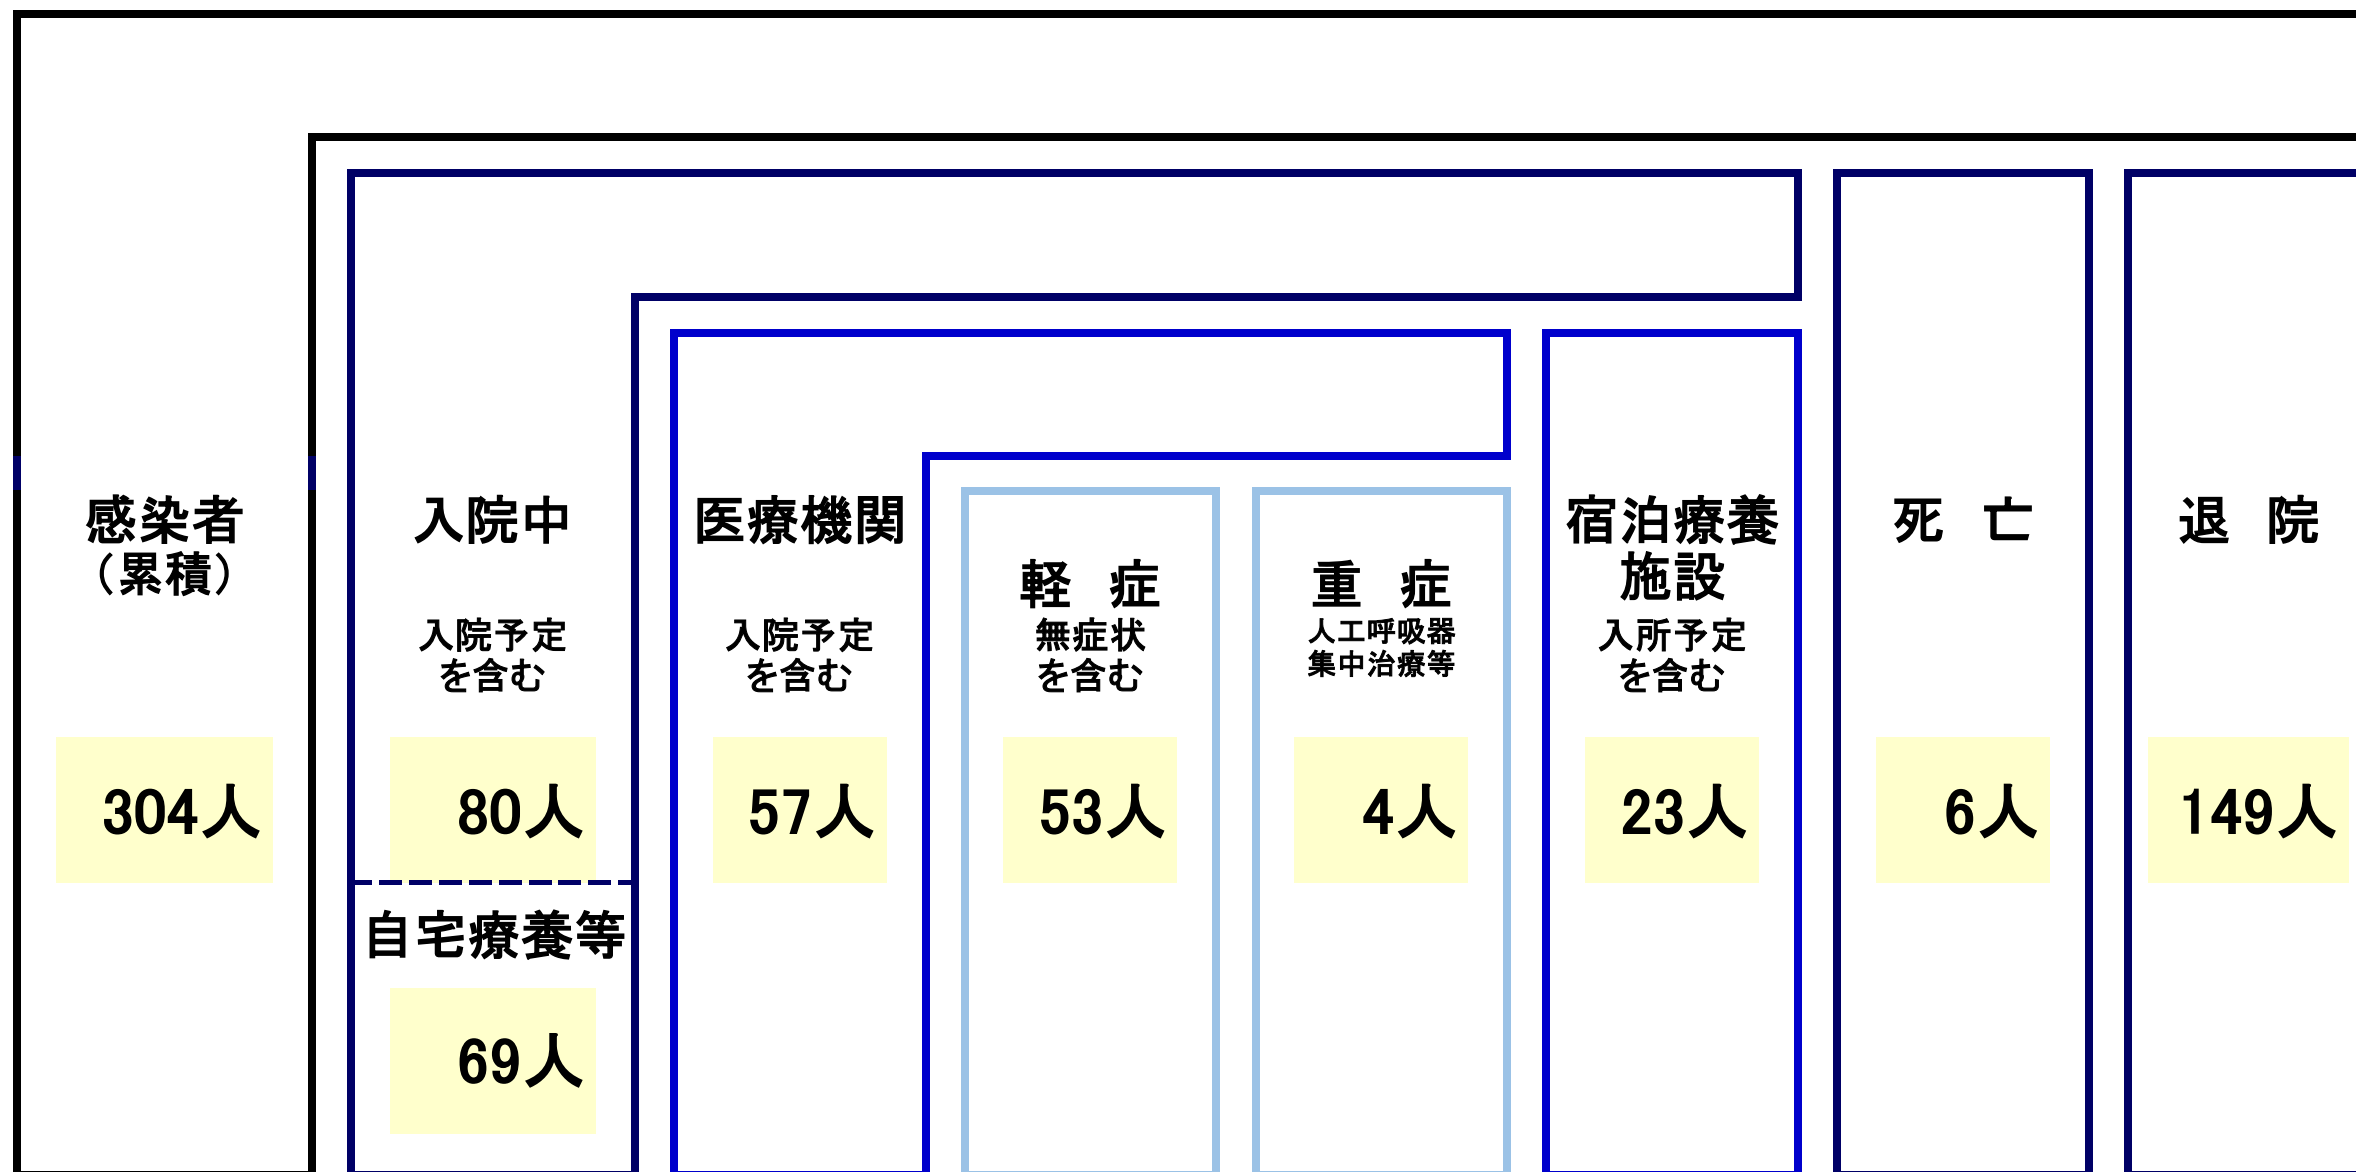 感染者
（累積）
304人
入院中
入院予定
を含む
80人
自宅療養等
69人
医療機関
入院予定
を含む
57人
軽　症
無症状
を含む
53人
重　症
人工呼吸器
集中治療等
4人
宿泊療養
施設
入所予定
を含む
23人
死　亡
6人
退　院
149人